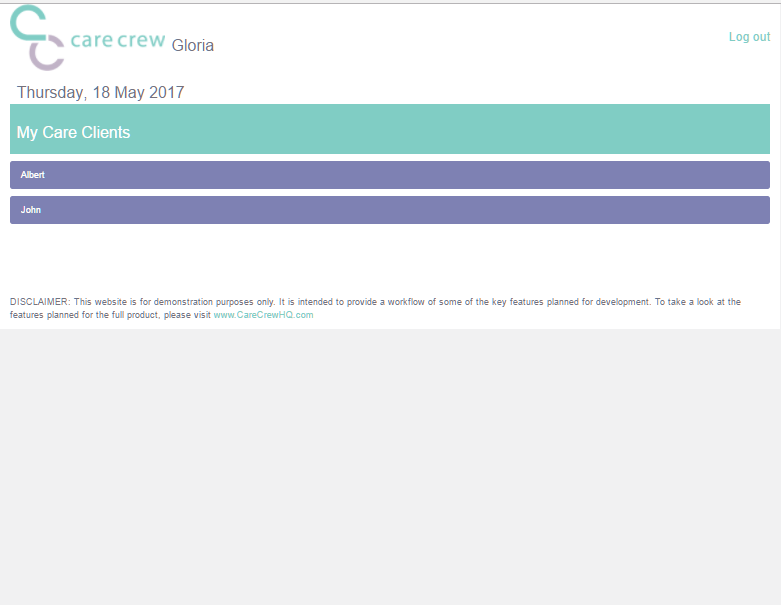 care crew Gloria
Log out
Thursday, 18 May 2017
My Care Clients
Albert
John
DISCLAIMER: This website is for demonstration purposes only. It is intended to provide a workflow of some of the key features planned for development. To take a look at the
features planned for the full product, please visit www.CareCrewHQ.com